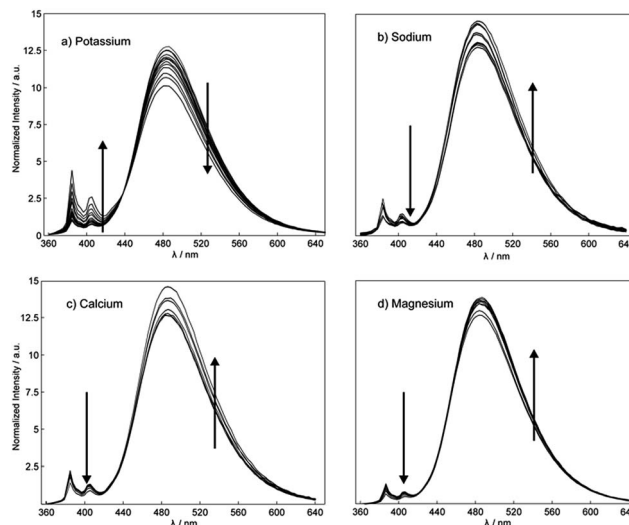 a) Potassium
Normalized Intensity / a.u.
15
12.5
10
7.5
5
2.5
360 400 440 480 520 560 600 640
λ / nm
b) Sodium
360 400 440 480 520 560 600 640
λ / nm
c) Calcium
Normalized Intensity / a.u.
15
12.5
10
7.5
5
2.5
360 400 440 480 520 560 600 640
λ / nm
d) Magnesium
360 400 440 480 520 560 600 640
λ / nm